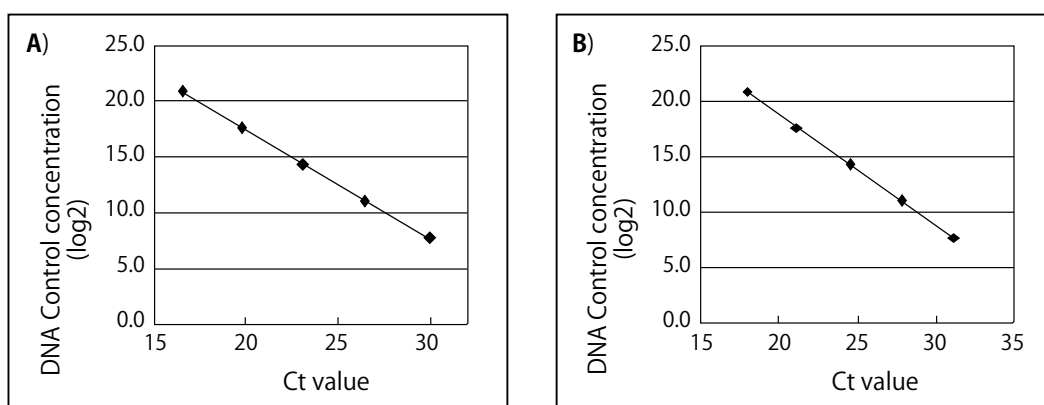 A)
DNA Control concentration
(log2)
25.0
20.0
15.0
10.0
5.0
0.0
15 20 25 30
Ct value
B)
DNA Control concentration
(log2)
25.0
20.0
15.0
10.0
5.0
0.0
15 20 25 30 35
Ct value